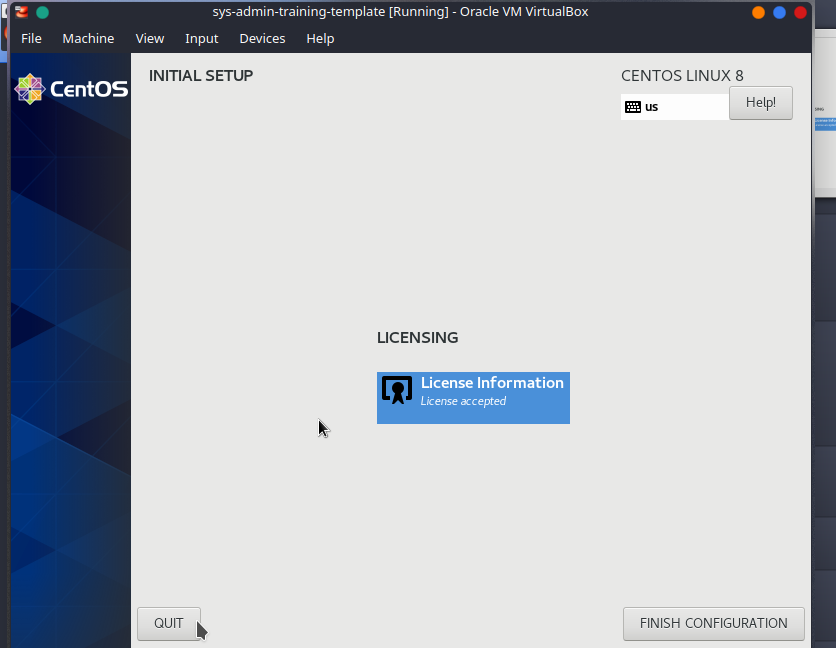 sys-admin-training-template [Running] - Oracle VM VirtualBox
File Machine View Input Devices Help
CentOS
INITIAL SETUP
CENTOS LINUX 8
us
Help!
LICENSING
License Information
License accepted
QUIT
FINISH CONFIGURATION